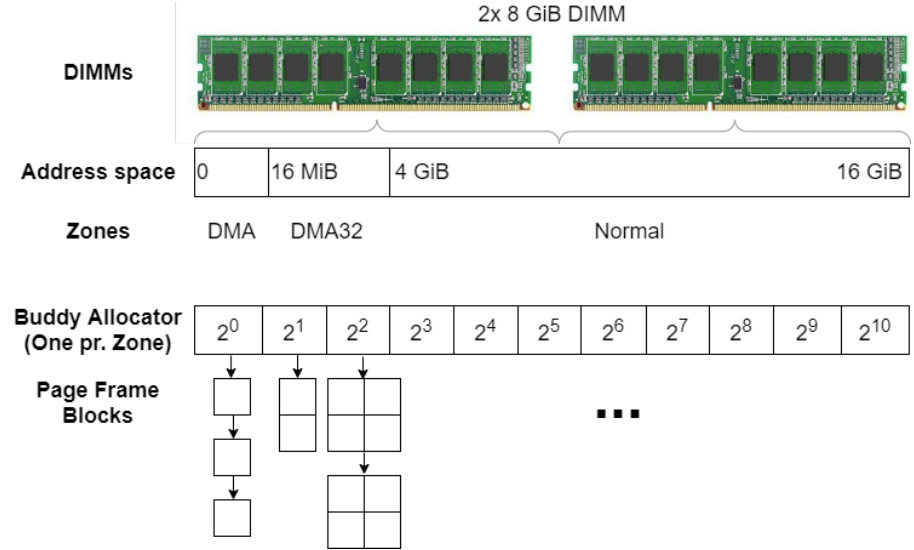 2x 8 GiB DIMM
DIMMs
Address space 0 16 MiB 4 GiB 16 GiB
Zones DMA DMA32 Normal
Buddy Allocator
(One pr. Zone)
2⁰ 2¹ 2² 2³ 2⁴ 2⁵ 2⁶ 2⁷ 2⁸ 2⁹ 2¹⁰
Page Frame
Blocks
...